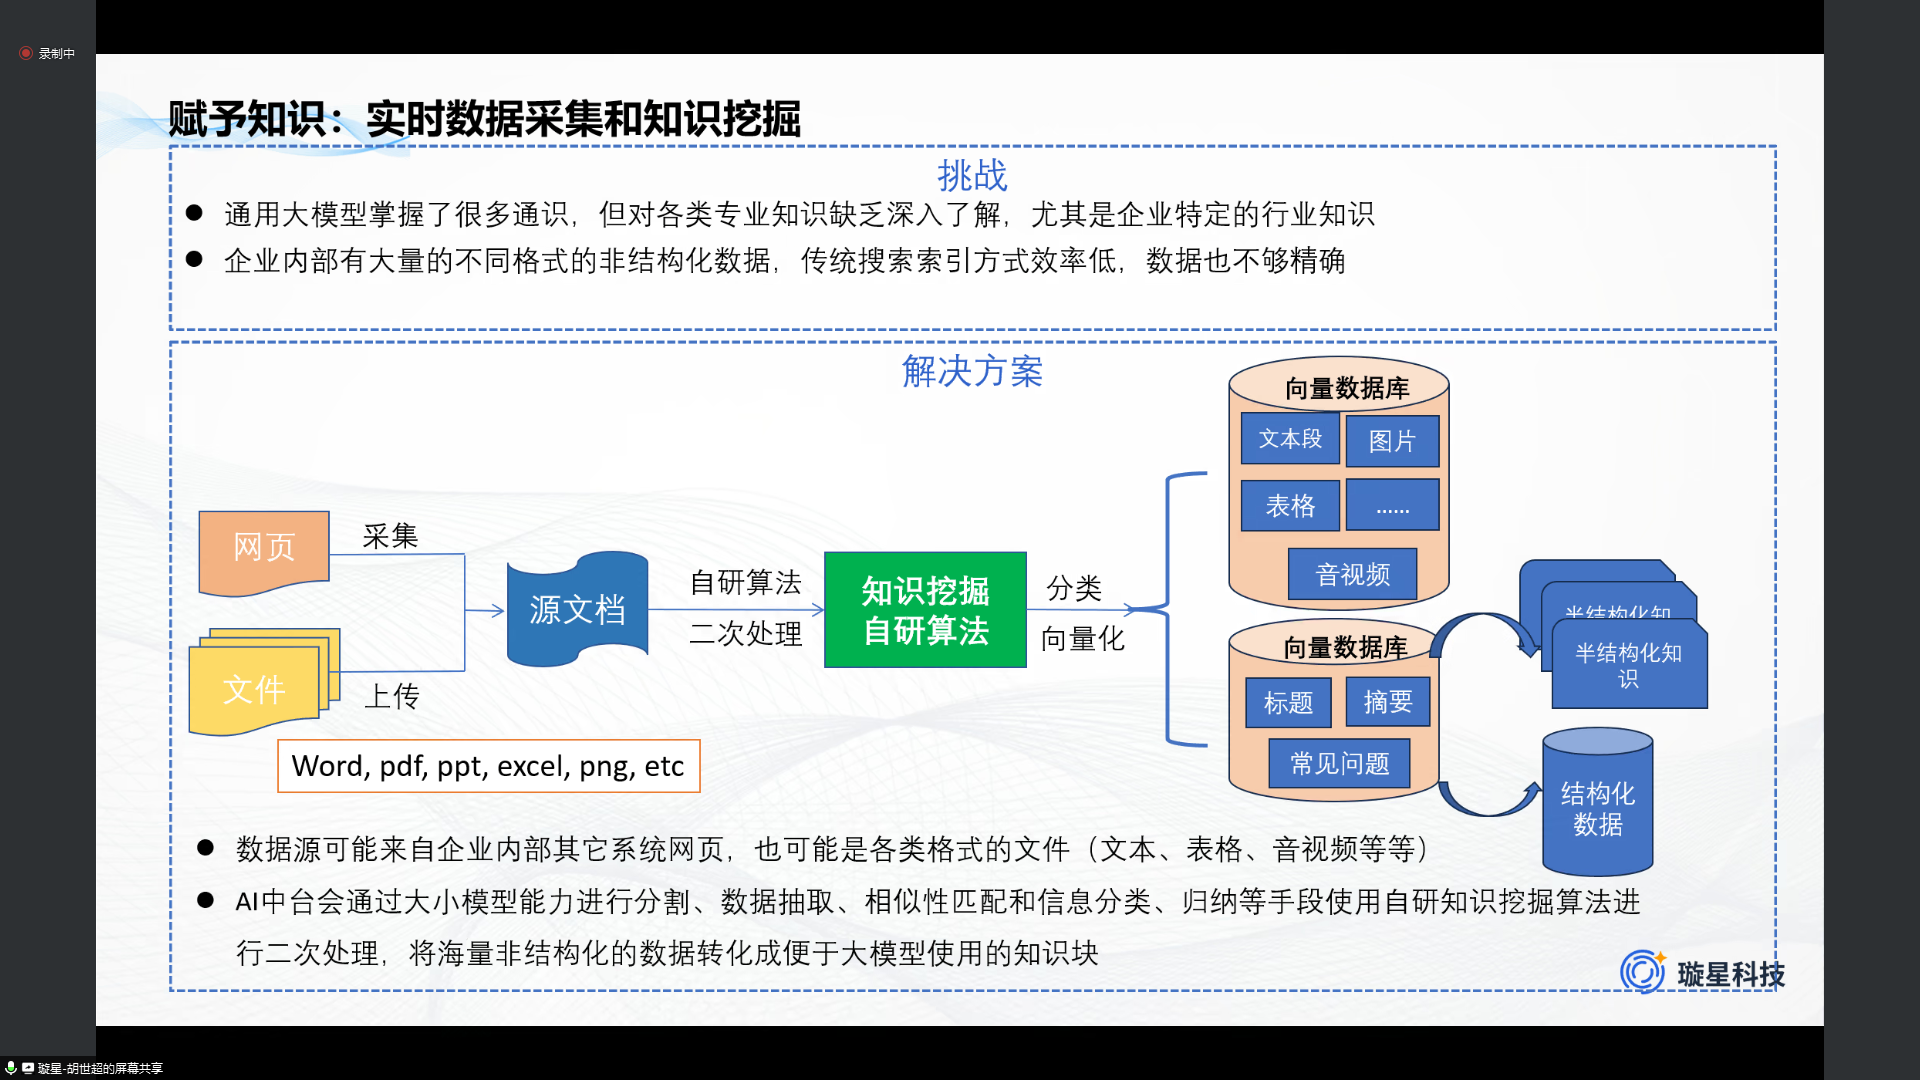 录制中
赋予知识：实时数据采集和知识挖掘
挑战
通用大模型掌握了很多通识，但对各类专业知识缺乏深入了解，尤其是企业特定的行业知识
企业内部有大量的不同格式的非结构化数据，传统搜索索引方式效率低，数据也不够精确
解决方案
向量数据库
文本段
图片
表格
......
音视频
网页
采集
文件
上传
源文档
自研算法
二次处理
知识挖掘
自研算法
分类
向量化
向量数据库
标题
摘要
常见问题
半结构化知
半结构化知
识
结构化
数据
Word, pdf, ppt, excel, png, etc
数据源可能来自企业内部其它系统网页，也可能是各类格式的文件（文本、表格、音视频等等）
AI中台会通过大小模型能力进行分割、数据抽取、相似性匹配和信息分类、归纳等手段使用自研知识挖掘算法进
行二次处理，将海量非结构化的数据转化成便于大模型使用的知识块
璇星科技
璇星-胡世超的屏幕共享